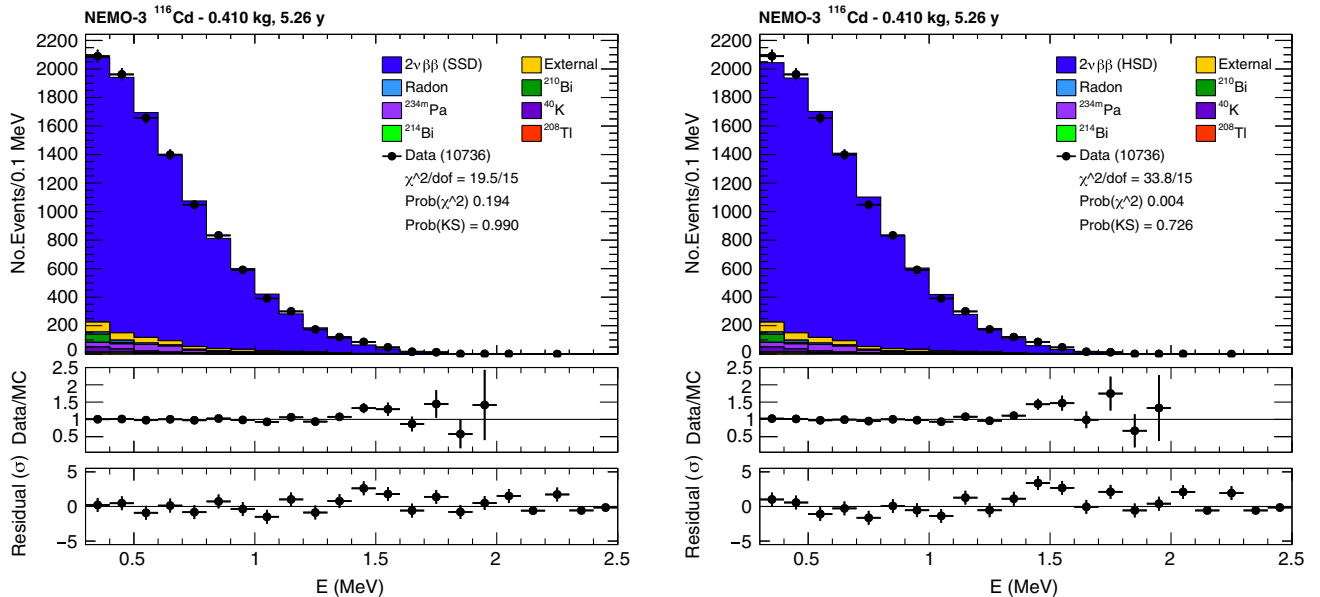 NEMO-3 ¹¹⁶Cd - 0.410 kg, 5.26 y
No.Events/0.1 MeV
2200
2000
1800
1600
1400
1200
1000
800
600
400
200
0
2νββ (SSD)
External
Radon
²¹⁰Bi
²³⁴ᵐPa
⁴⁰K
²¹⁴Bi
²⁰⁸Tl
Data (10736)
χ^2/dof = 19.5/15
Prob(χ^2) 0.194
Prob(KS) = 0.990
Data/MC
2.5
2
1.5
1
0.5
Residual (σ)
5
0
−5
0.5
1
1.5
2
2.5
E (MeV)
NEMO-3 ¹¹⁶Cd - 0.410 kg, 5.26 y
No.Events/0.1 MeV
2200
2000
1800
1600
1400
1200
1000
800
600
400
200
0
2νββ (HSD)
External
Radon
²¹⁰Bi
²³⁴ᵐPa
⁴⁰K
²¹⁴Bi
²⁰⁸Tl
Data (10736)
χ^2/dof = 33.8/15
Prob(χ^2) 0.004
Prob(KS) = 0.726
Data/MC
2.5
2
1.5
1
0.5
Residual (σ)
5
0
−5
0.5
1
1.5
2
2.5
E (MeV)